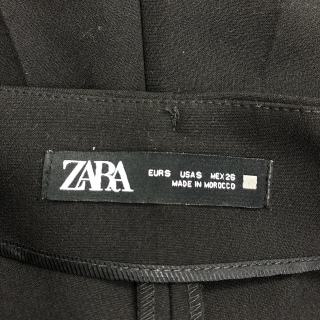 ZARA
EUR S USA S MEX 26
MADE IN MOROCCO